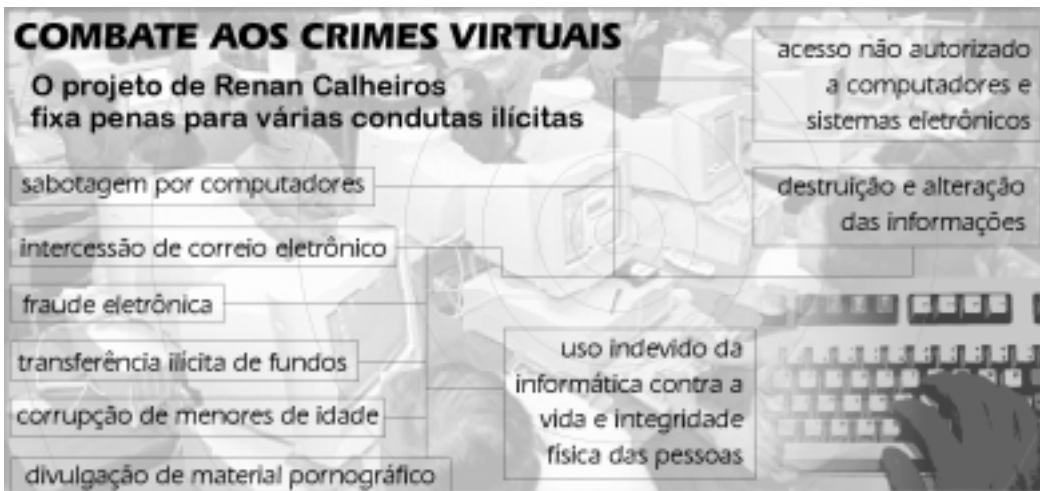 COMBATE AOS CRIMES VIRTUAIS
O projeto de Renan Calheiros
fixa penas para várias condutas ilícitas
acesso não autorizado
a computadores e
sistemas eletrônicos
sabotagem por computadores
destruição e alteração
das informações
intercessão de correio eletrônico
fraude eletrônica
transferência ilícita de fundos
corrupção de menores de idade
divulgação de material pornográfico
uso indevido da
informática contra a
vida e integridade
física das pessoas